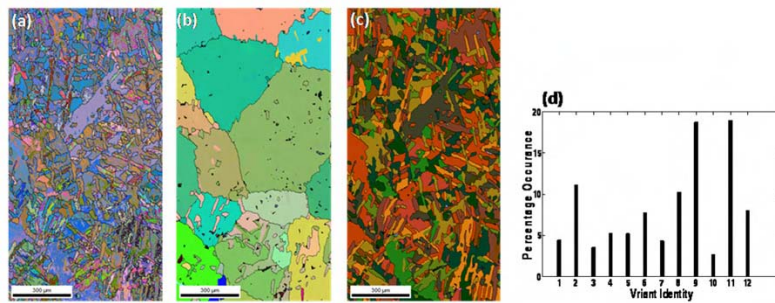 (a)
(b)
(c)
(d)
300 µm
300 µm
300 µm
Percentage Occurance
20
15
10
5
0
1 2 3 4 5 6 7 8 9 10 11 12
Vrian Identity